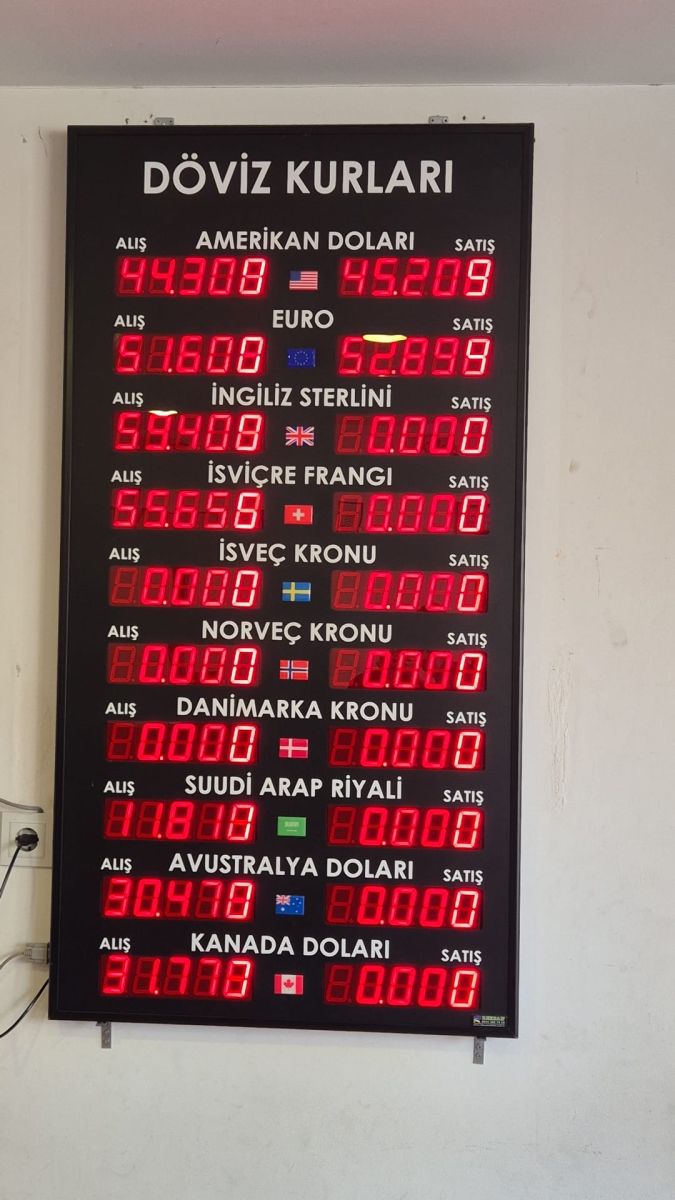 DÖVİZ KURLARI
AMERİKAN DOLARI
ALIŞ SATIŞ
44.308 45.209
EURO
ALIŞ SATIŞ
51.600 52.899
İNGİLİZ STERLİNİ
ALIŞ SATIŞ
59.408 0.000
İSVİÇRE FRANGI
ALIŞ SATIŞ
55.656 0.000
İSVEÇ KRONU
ALIŞ SATIŞ
0.000 0.000
NORVEÇ KRONU
ALIŞ SATIŞ
0.000 0.000
DANİMARKA KRONU
ALIŞ SATIŞ
0.000 0.000
SUUDİ ARAP RİYALİ
ALIŞ SATIŞ
11.810 0.000
AVUSTRALYA DOLARI
ALIŞ SATIŞ
30.470 0.000
KANADA DOLARI
ALIŞ SATIŞ
31.777 0.000